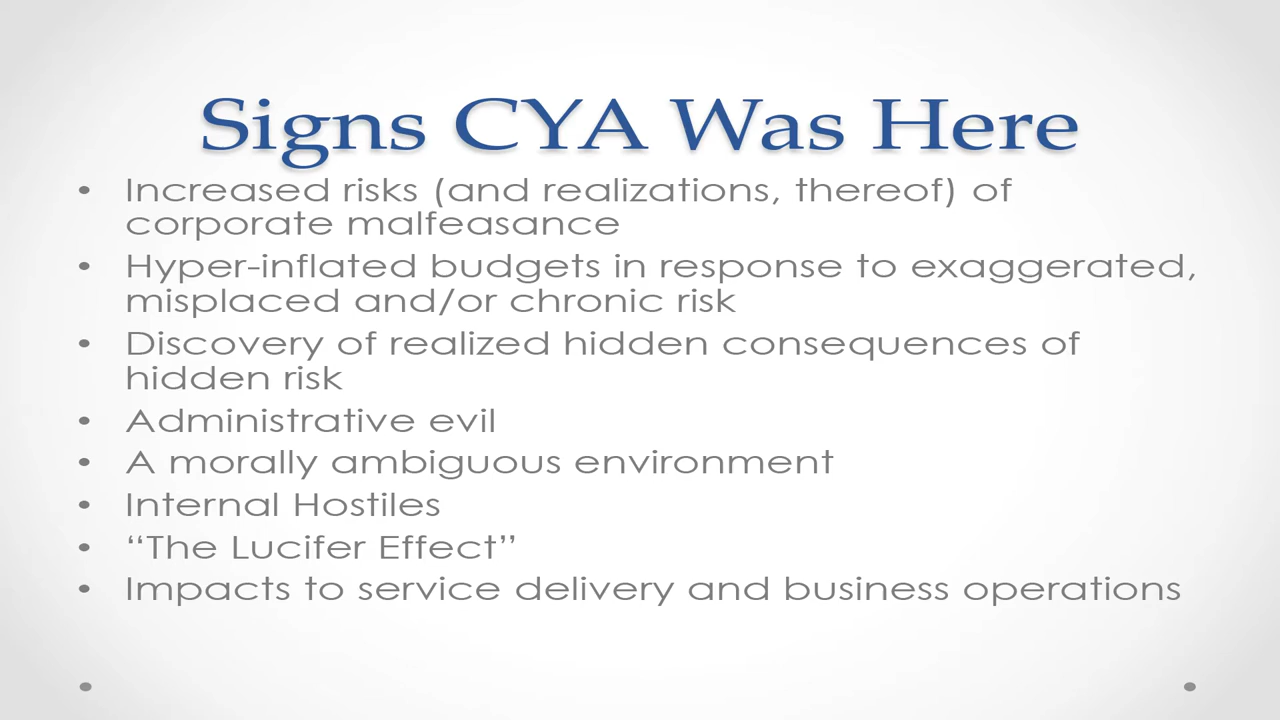 Signs CYA Was Here
• Increased risks (and realizations, thereof) of
corporate malfeasance
• Hyper-inflated budgets in response to exaggerated,
misplaced and/or chronic risk
• Discovery of realized hidden consequences of
hidden risk
• Administrative evil
• A morally ambiguous environment
• Internal Hostiles
• “The Lucifer Effect”
• Impacts to service delivery and business operations